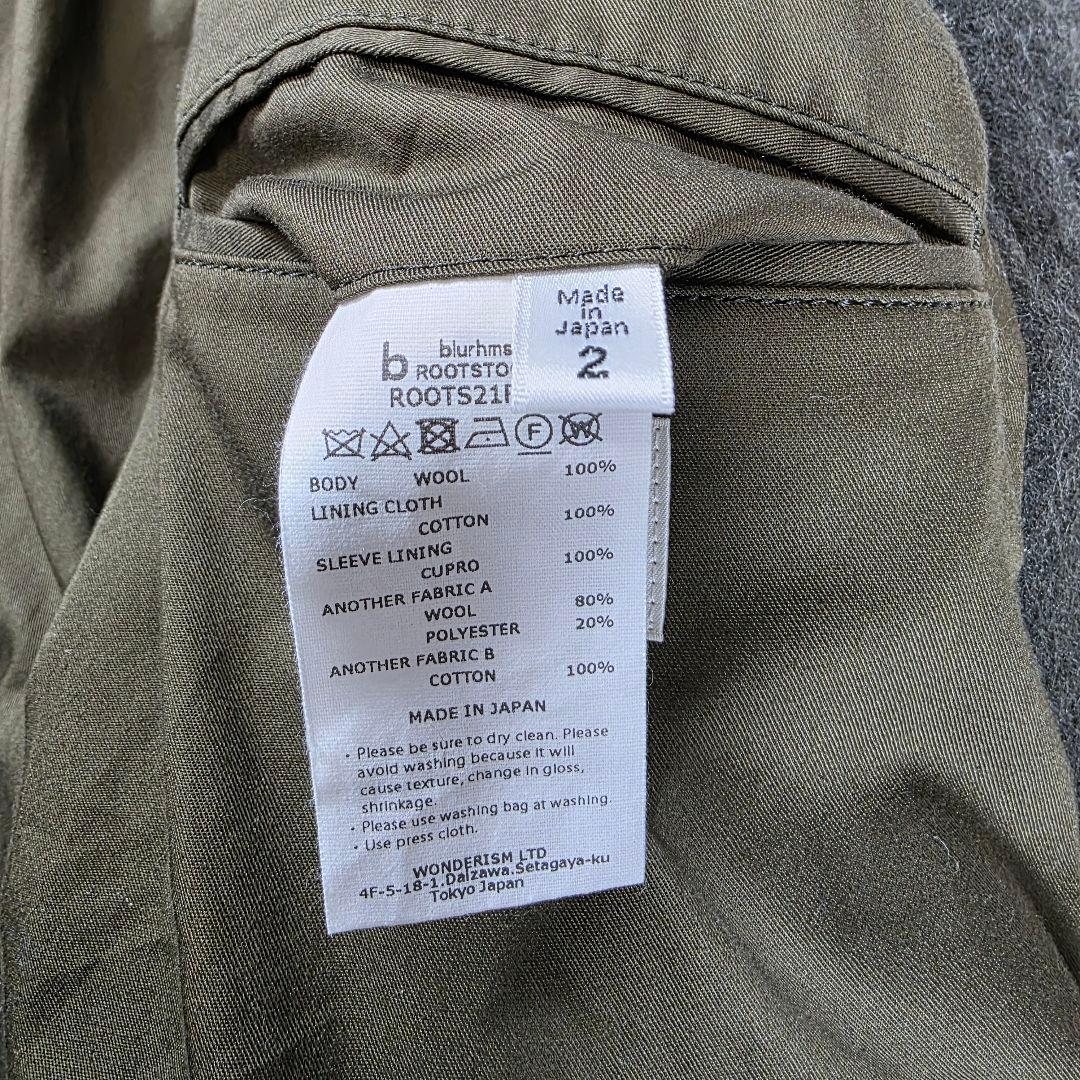 Made
in
Japan
2
b blurhms
ROOTSTO
ROOTS21
F W
BODY WOOL 100%
LINING CLOTH
COTTON 100%
SLEEVE LINING
CUPRO 100%
ANOTHER FABRIC A
WOOL 80%
POLYESTER 20%
ANOTHER FABRIC B
COTTON 100%
MADE IN JAPAN
・Please be sure to dry clean. Please
avoid washing because it will
cause texture, change in gloss,
shrinkage.
・Please use washing bag at washing.
・Use press cloth.
WONDERISM LTD
4F-5-18-1.Daizawa.Setagaya-ku
Tokyo Japan